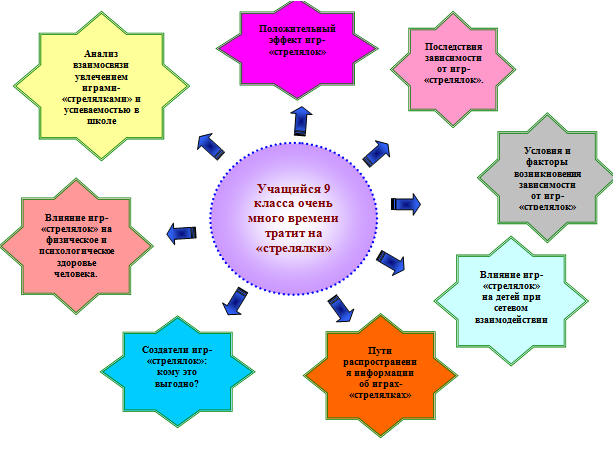 Положительный
эффект игр-
«стрелялок»
Последствия
зависимости
от игр-
«стрелялок».
Анализ
взаимосвязи
увлечением
играми-
«стрелялками» и
успеваемостью в
школе
Условия и
факторы
возникновения
зависимости
от игр-
«стрелялок»
Учащийся 9
класса очень
много времени
тратит на
«стрелялки»
Влияние игр-
«стрелялок» на
физическое и
психологическое
здоровье
человека.
Влияние игр-
«стрелялок»
на детей при
сетевом
взаимодействии
Создатели игр-
«стрелялок»:
кому это
выгодно?
Пути
распространени
я информации
об играх-
«стрелялках»